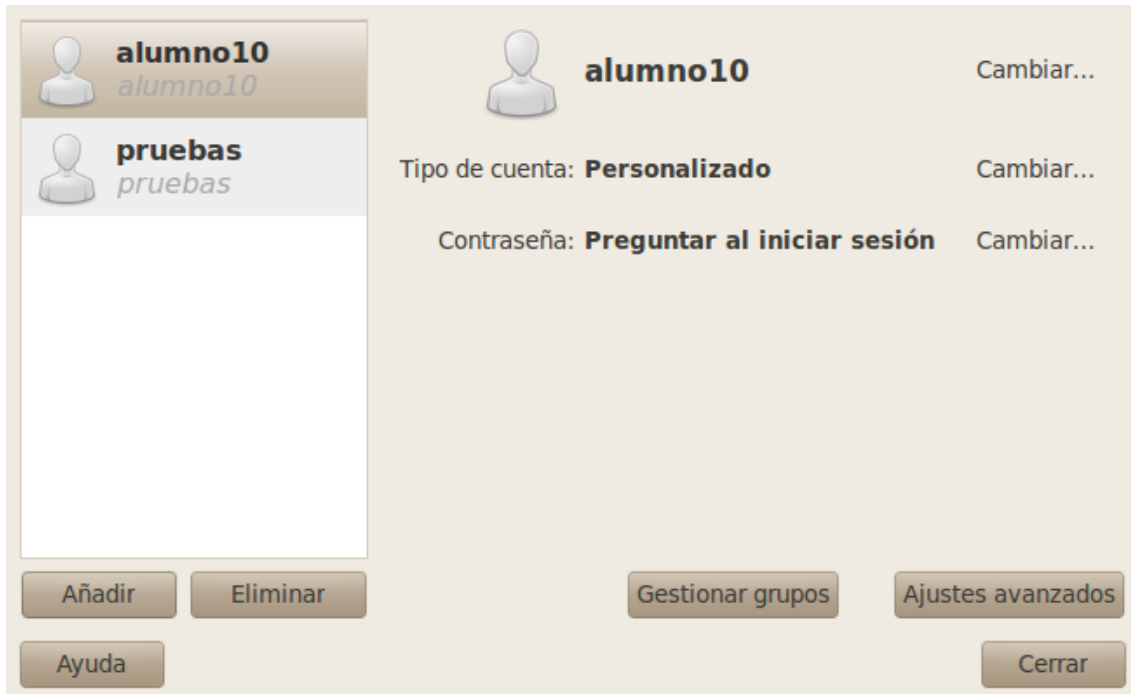 alumno10
alumno10
pruebas
pruebas
alumno10 Cambiar...
Tipo de cuenta: Personalizado Cambiar...
Contraseña: Preguntar al iniciar sesión Cambiar...
Añadir Eliminar Gestionar grupos Ajustes avanzados
Ayuda Cerrar